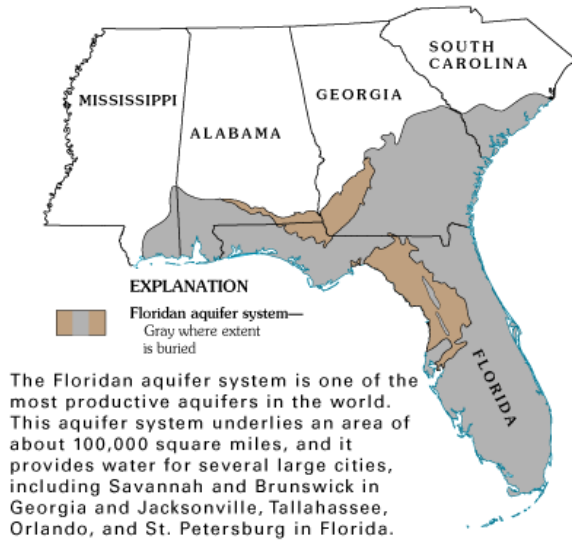 SOUTH
CAROLINA
GEORGIA
MISSISSIPPI
ALABAMA
FLORIDA
EXPLANATION
Floridan aquifer system—
Gray where extent
is buried
The Floridan aquifer system is one of the
most productive aquifers in the world.
This aquifer system underlies an area of
about 100,000 square miles, and it
provides water for several large cities,
including Savannah and Brunswick in
Georgia and Jacksonville, Tallahassee,
Orlando, and St. Petersburg in Florida.